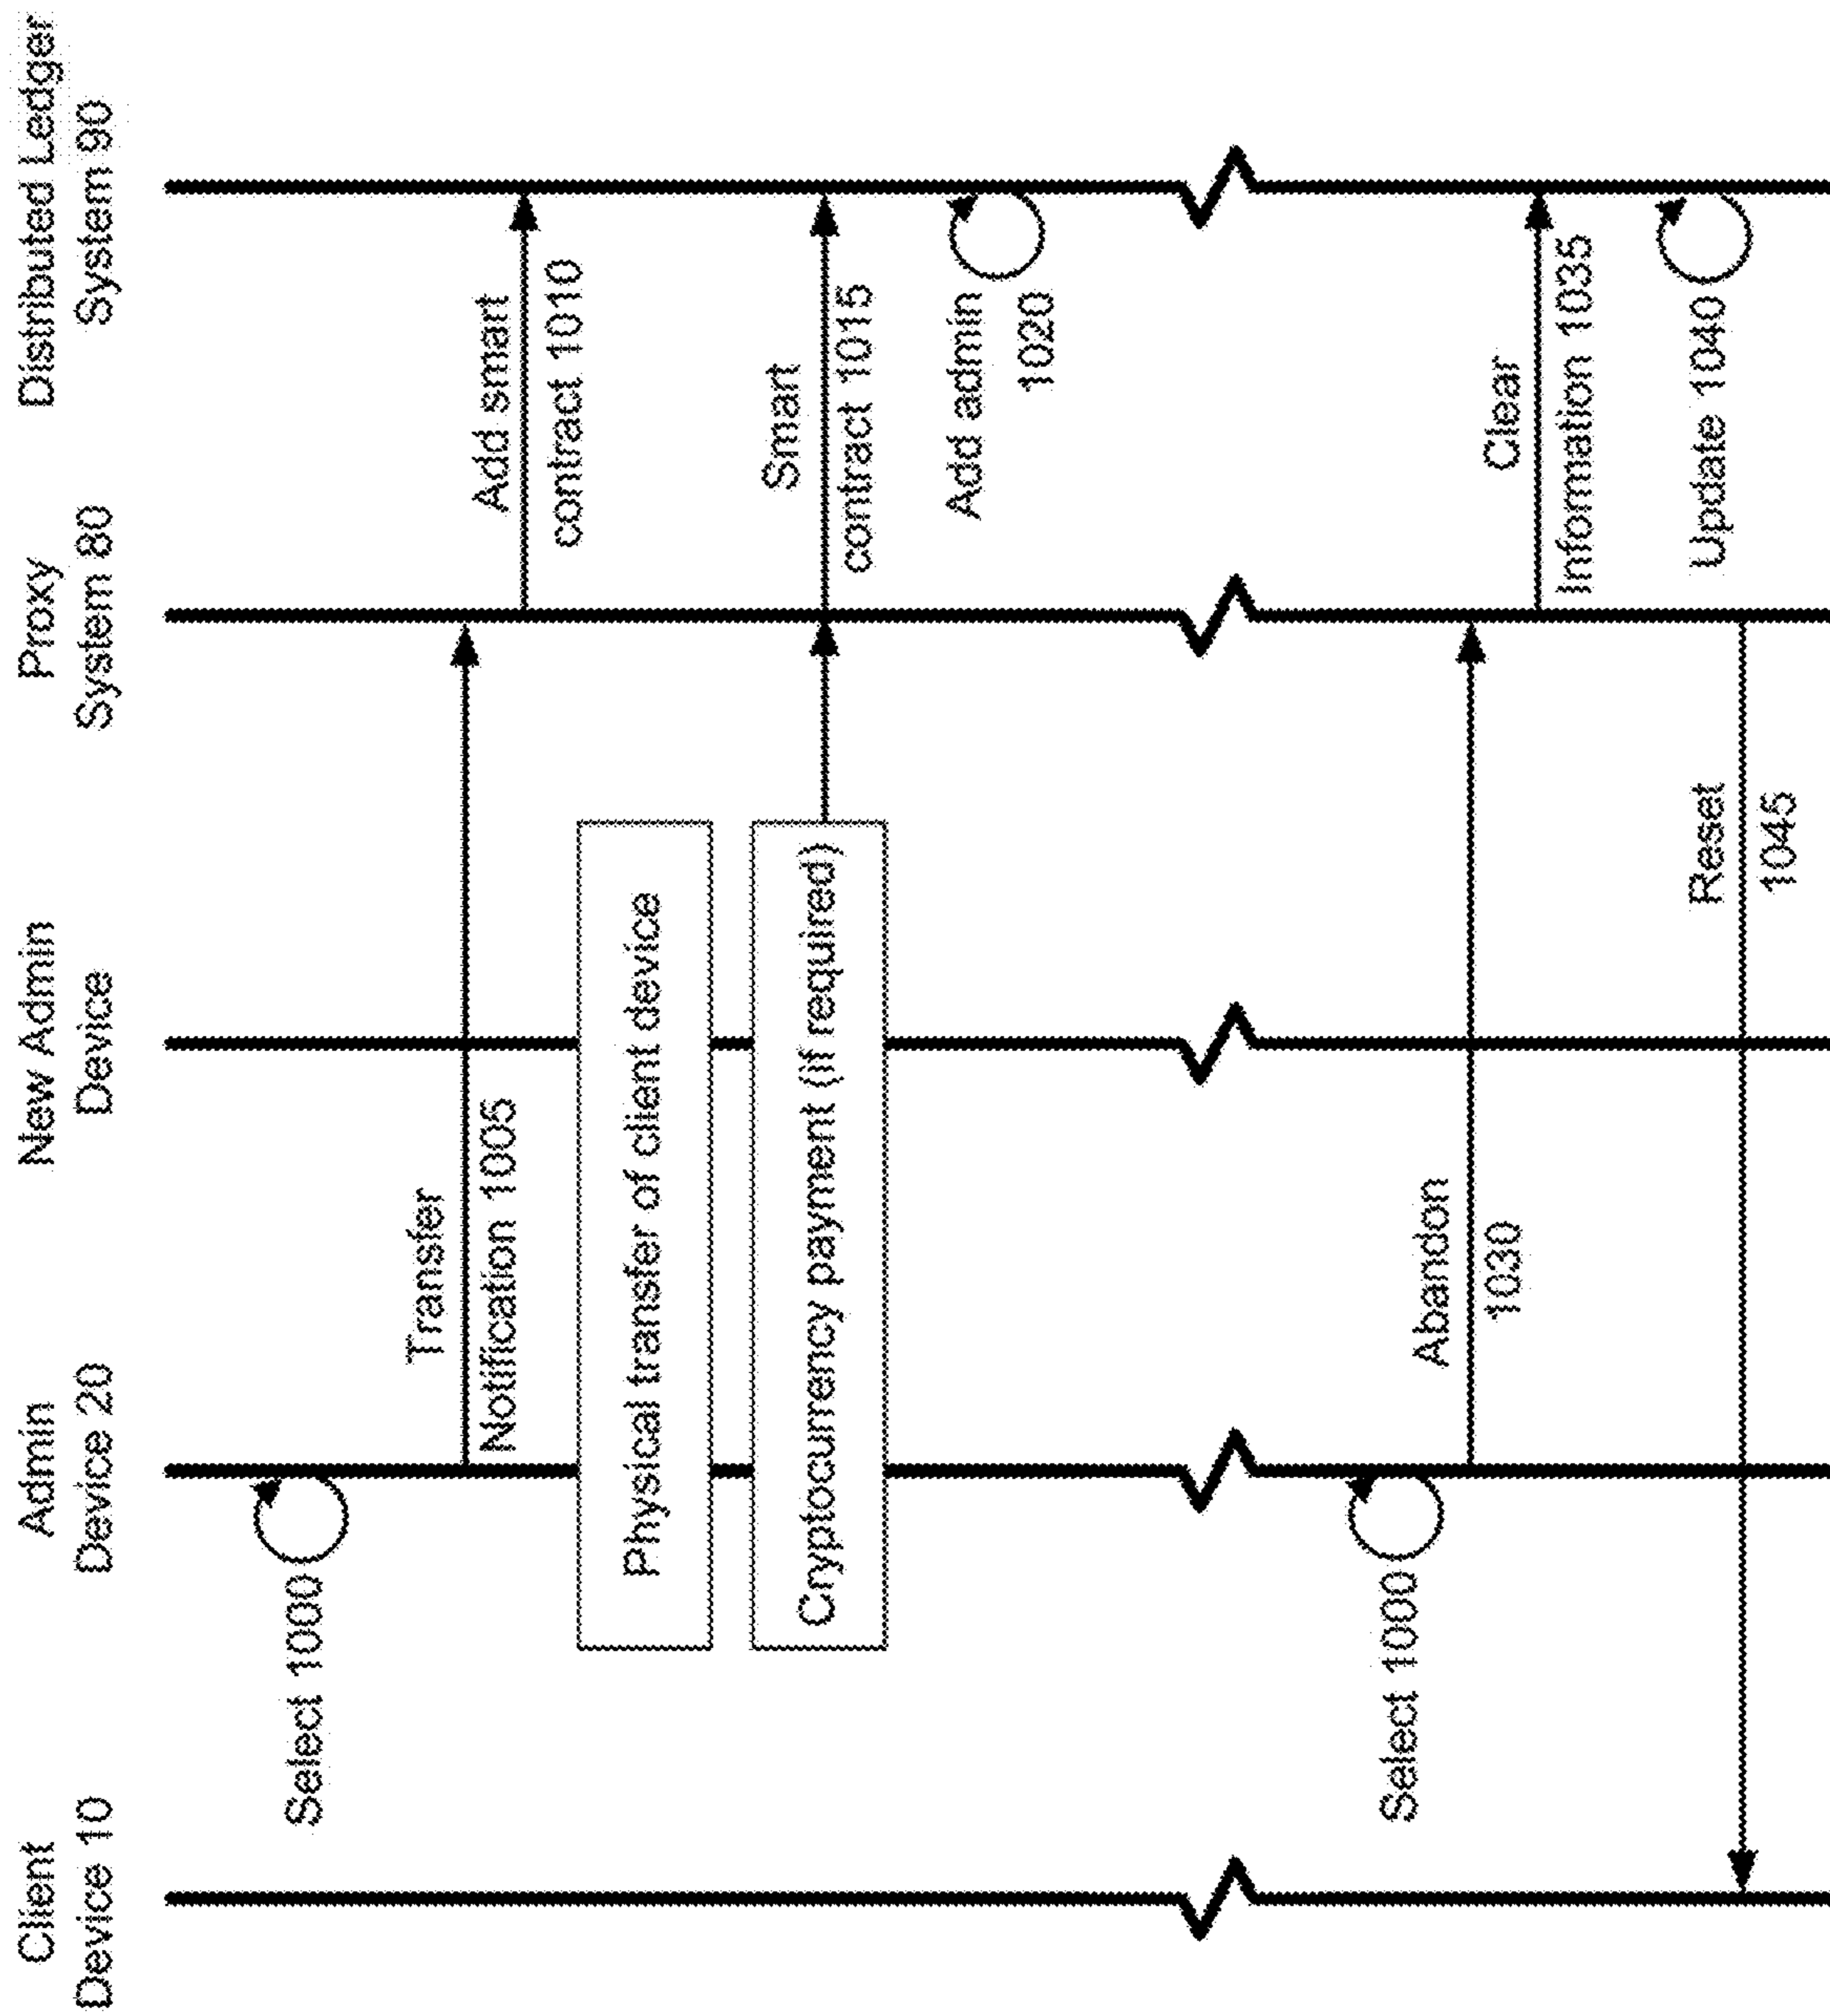 Client
Device 10
Admin
Device 20
New Admin
Device
Proxy
System 80
Distributed Ledger
System 90
Select 1000
Transfer
Notification 1005
Add smart
contract 1010
Physical transfer of client device
Cryptocurrency payment (if required)
Smart
contract 1015
Add admin
1020
Select 1000
Abandon
1030
Clear
Information 1035
Update 1040
Reset
1045